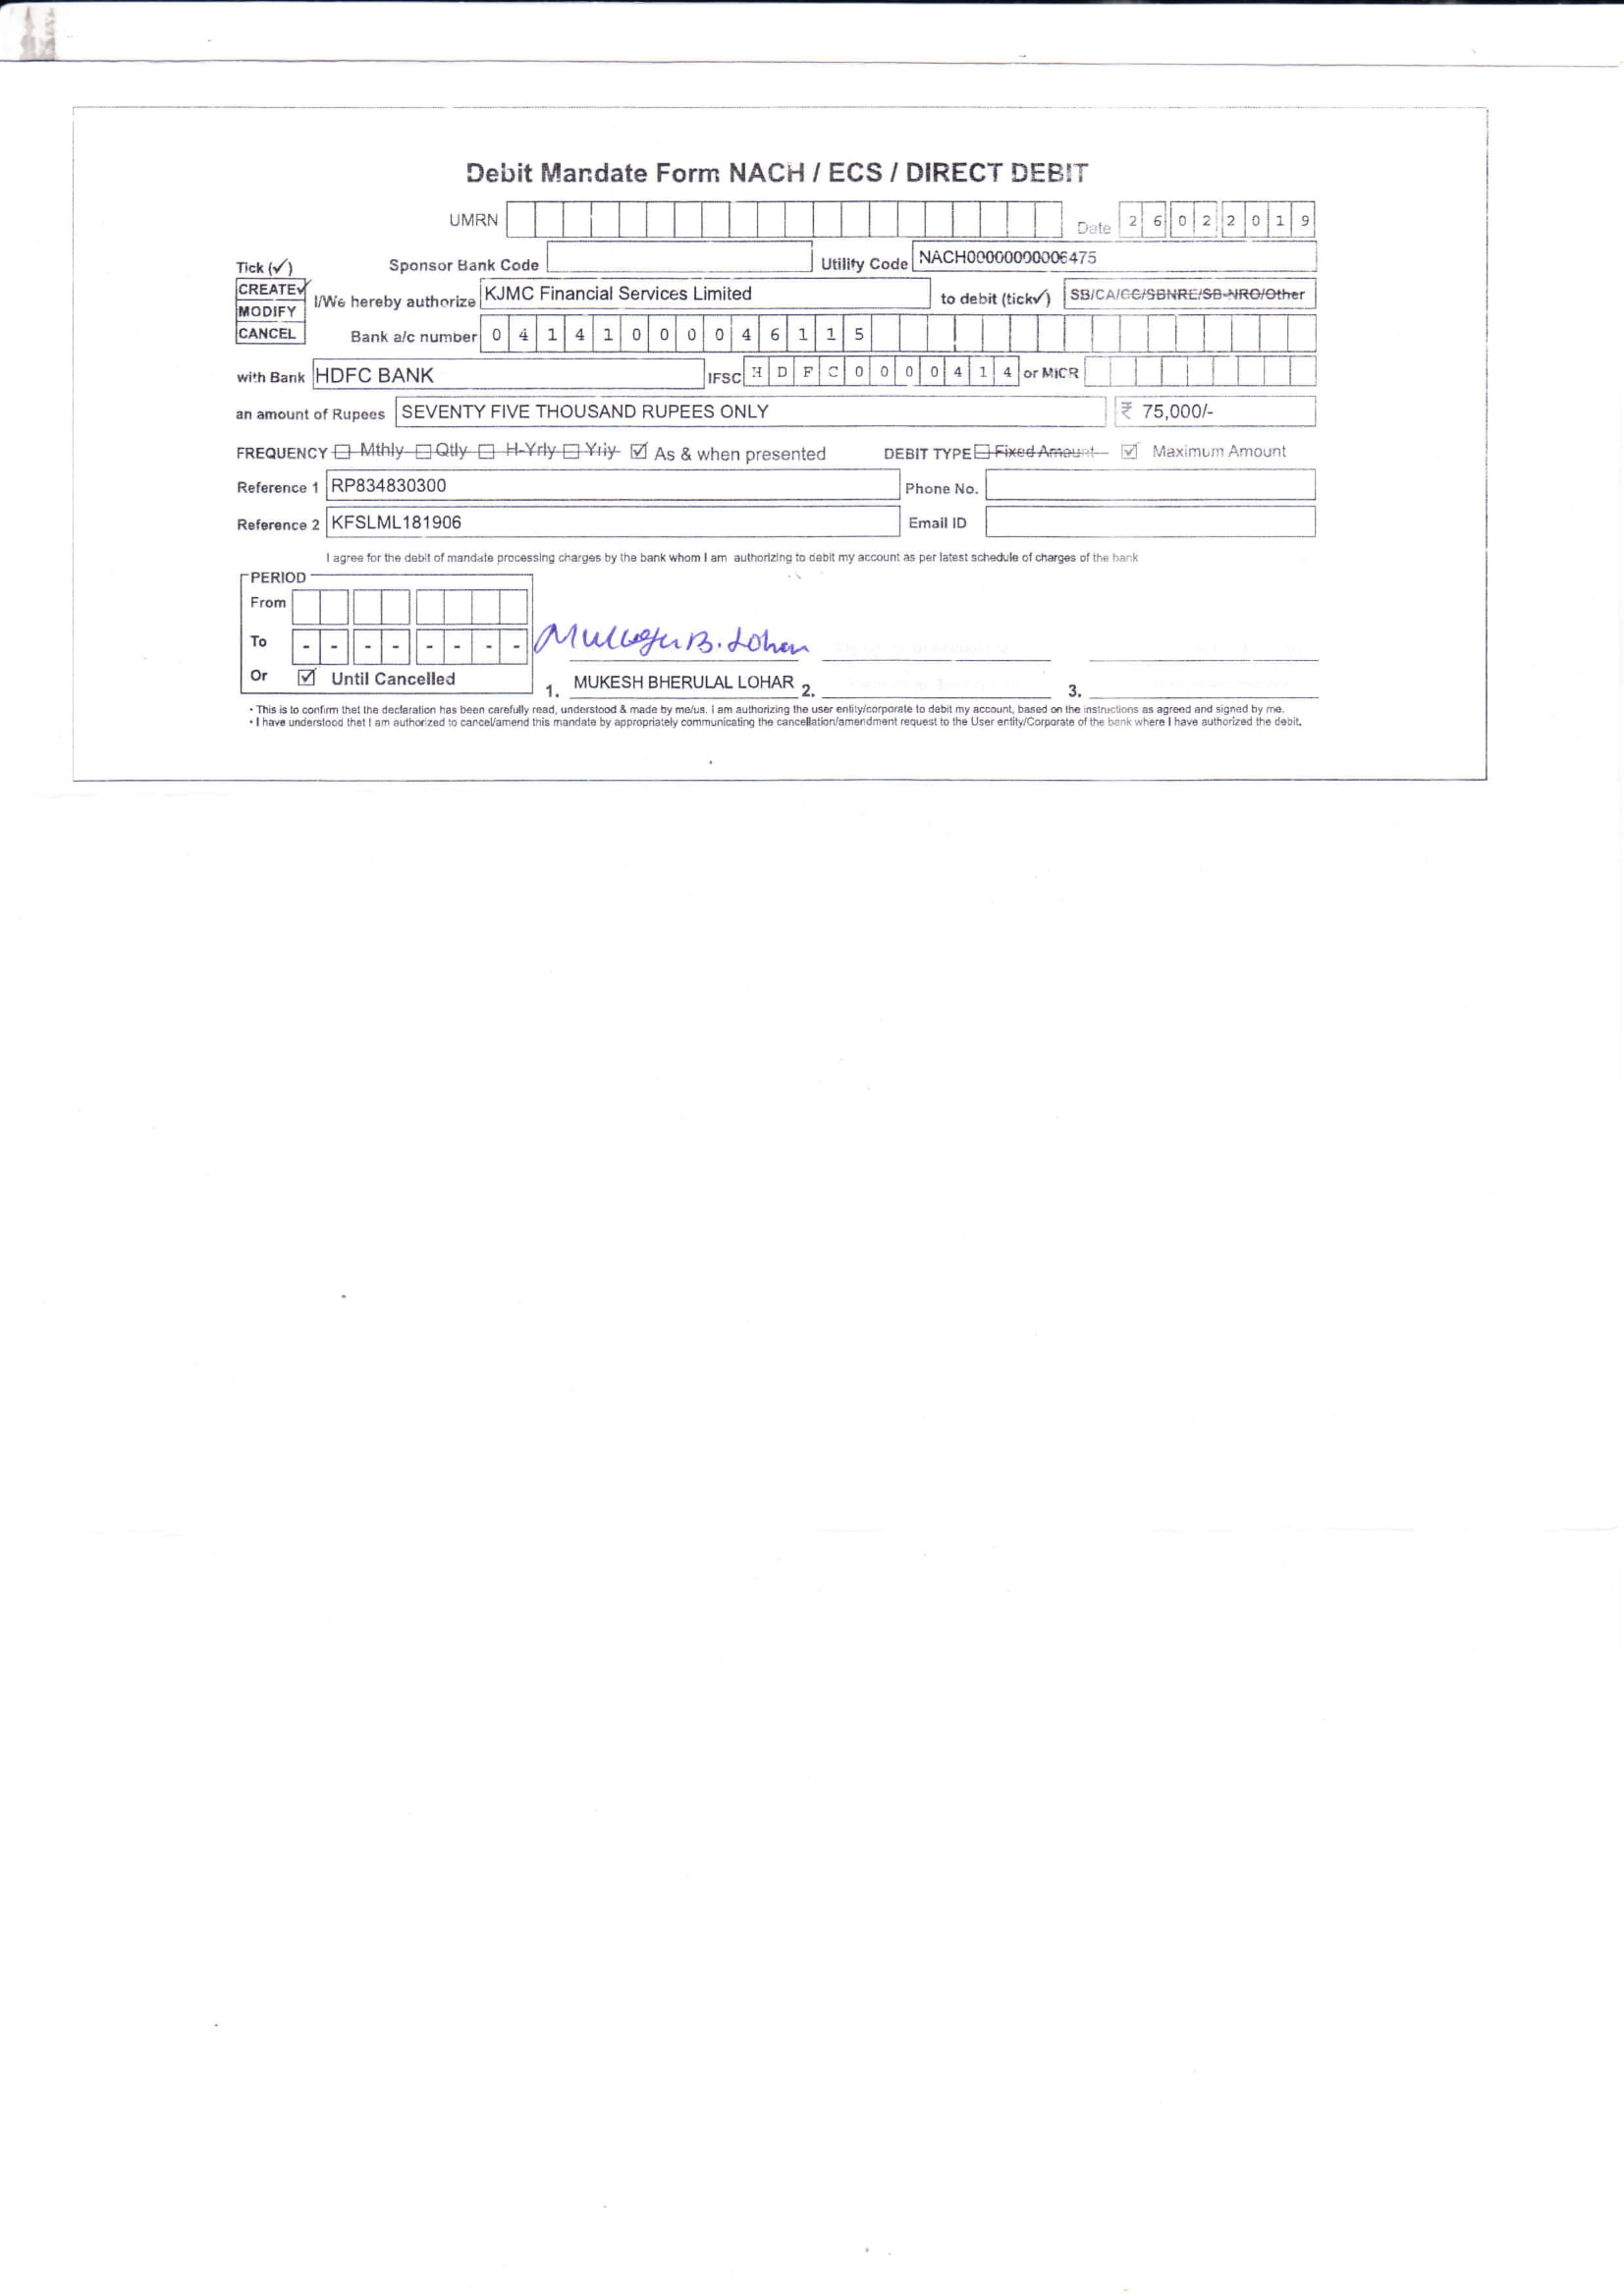 Debit Mandate Form NACH / ECS / DIRECT DEBIT
UMRN Date 2 6 0 2 2 0 1 9
Tick (✓) Sponsor Bank Code Utility Code NACH00000000006475
CREATE✓ I/We hereby authorize KJMC Financial Services Limited to debit (tick✓) SB/CA/CC/SBNRE/SB-NRO/Other
MODIFY
CANCEL Bank a/c number 0 4 1 4 1 0 0 0 0 4 6 1 1 5
with Bank HDFC BANK IFSC H D F C 0 0 0 0 4 1 4 or MICR
an amount of Rupees SEVENTY FIVE THOUSAND RUPEES ONLY ₹ 75,000/-
FREQUENCY ☐ Mthly ☐ Qtly ☐ H-Yrly ☐ Yrly ☑ As & when presented DEBIT TYPE ☐ Fixed Amount ☑ Maximum Amount
Reference 1 RP834830300 Phone No.
Reference 2 KFSLML181906 Email ID
I agree for the debit of mandate processing charges by the bank whom I am authorizing to debit my account as per latest schedule of charges of the bank
PERIOD
From
To - - - - - - - - Mukesh B. Lohar
Or ☑ Until Cancelled
1. MUKESH BHERULAL LOHAR 2. 3.
• This is to confirm that the declaration has been carefully read, understood & made by me/us. I am authorizing the user entity/corporate to debit my account, based on the instructions as agreed and signed by me.
• I have understood that I am authorized to cancel/amend this mandate by appropriately communicating the cancellation/amendment request to the User entity/Corporate of the bank where I have authorized the debit.